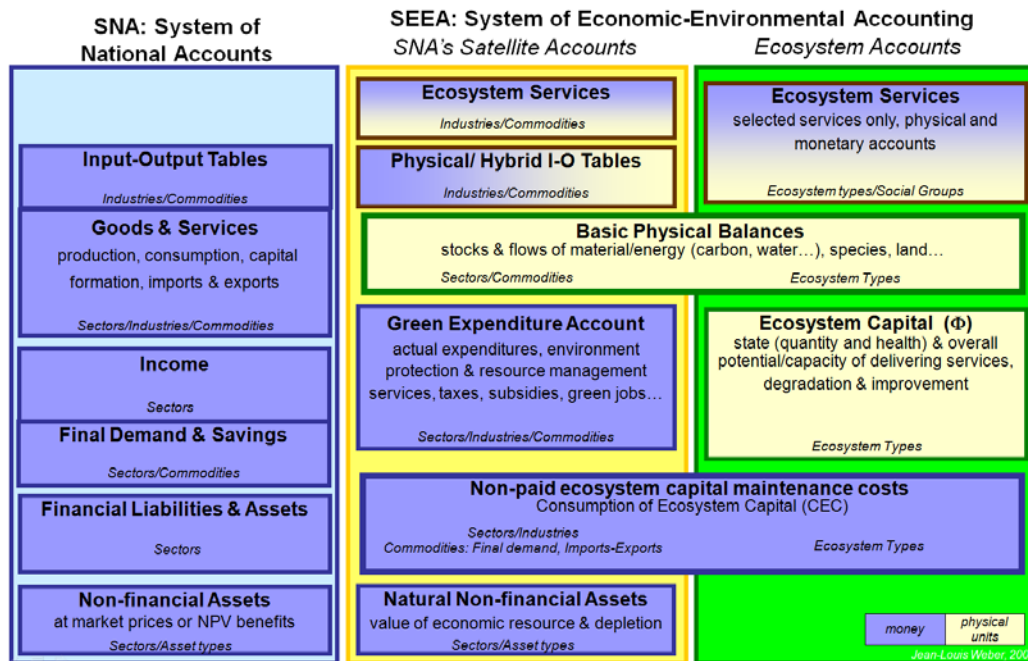 SNA: System of
National Accounts
SEEA: System of Economic-Environmental Accounting
SNA's Satellite Accounts
Ecosystem Accounts
Input-Output Tables
Industries/Commodities
Goods & Services
production, consumption, capital
formation, imports & exports
Sectors/Industries/Commodities
Income
Sectors
Final Demand & Savings
Sectors/Commodities
Financial Liabilities & Assets
Sectors
Non-financial Assets
at market prices or NPV benefits
Sectors/Asset types
Ecosystem Services
Industries/Commodities
Physical/ Hybrid I-O Tables
Industries/Commodities
Ecosystem Services
selected services only, physical and
monetary accounts
Ecosystem types/Social Groups
Basic Physical Balances
stocks & flows of material/energy (carbon, water…), species, land…
Sectors/Commodities
Ecosystem Types
Green Expenditure Account
actual expenditures, environment
protection & resource management
services, taxes, subsidies, green jobs…
Sectors/Industries/Commodities
Ecosystem Capital (Φ)
state (quantity and health) & overall
potential/capacity of delivering services,
degradation & improvement
Ecosystem Types
Non-paid ecosystem capital maintenance costs
Consumption of Ecosystem Capital (CEC)
Sectors/Industries
Commodities: Final demand, Imports-Exports
Ecosystem Types
Natural Non-financial Assets
value of economic resource & depletion
Sectors/Asset types
money
physical
units
Jean-Louis Weber,